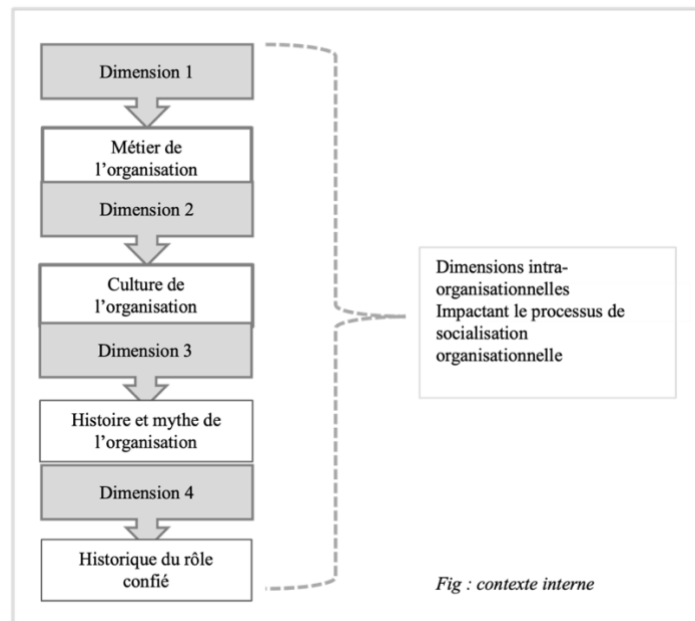 Dimension 1
Métier de
l'organisation
Dimension 2
Culture de
l'organisation
Dimension 3
Histoire et mythe de
l'organisation
Dimension 4
Historique du rôle
confié
Dimensions intra-
organisationnelles
Impactant le processus de
socialisation
organisationnelle
Fig : contexte interne